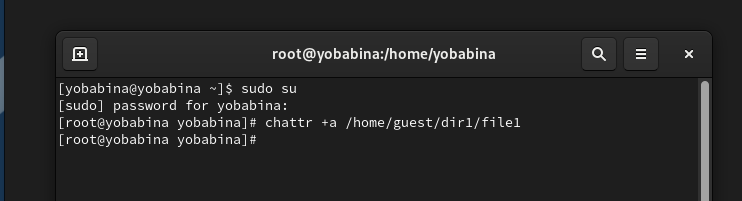 root@yobabina:/home/yobabina
[yobabina@yobabina ~]$ sudo su
[sudo] password for yobabina:
[root@yobabina yobabina]# chattr +a /home/guest/dir1/file1
[root@yobabina yobabina]#